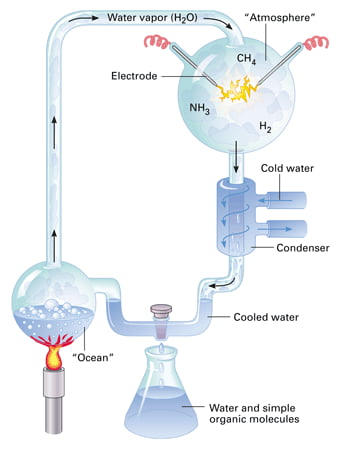 Water vapor (H₂O)
"Atmosphere"
CH₄
Electrode
NH₃
H₂
Cold water
Condenser
Cooled water
"Ocean"
Water and simple
organic molecules